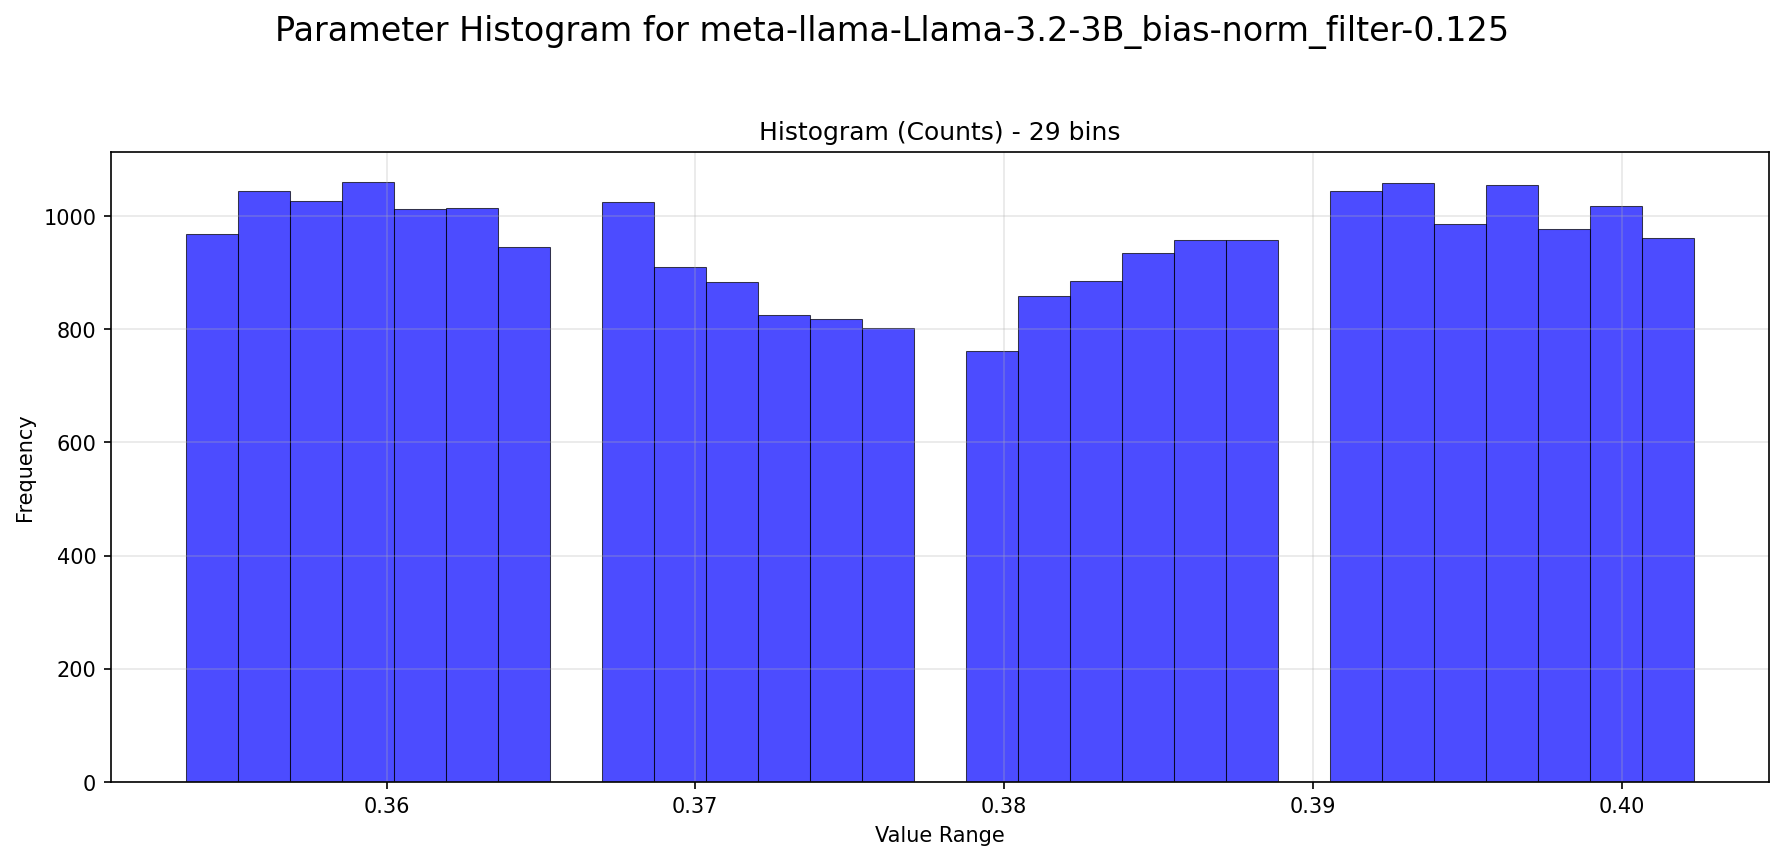 Parameter Histogram for meta-llama-Llama-3.2-3B_bias-norm_filter-0.125
Histogram (Counts) - 29 bins
1000
800
600
400
200
0
Frequency
0.36 0.37 0.38 0.39 0.40
Value Range